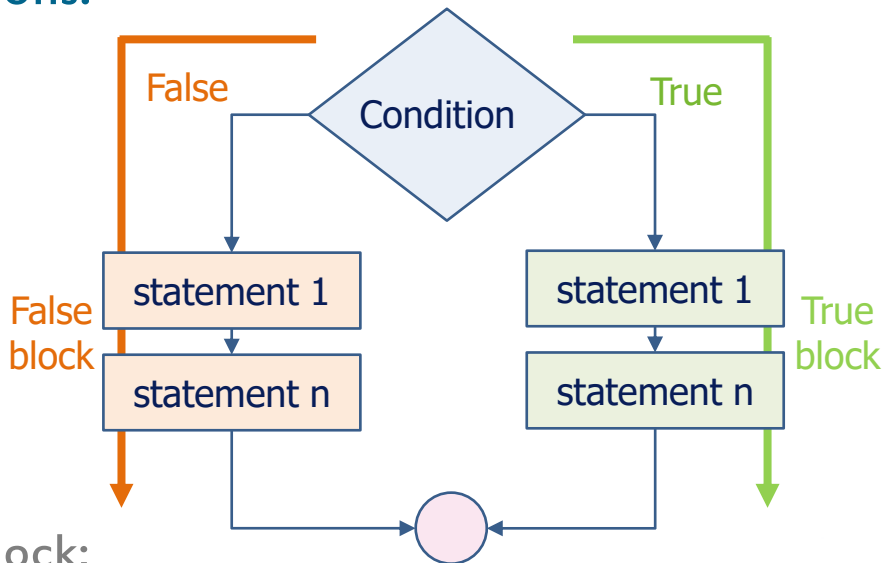 False
True
Condition
statement 1
statement 1
False
block
True
block
statement n
statement n